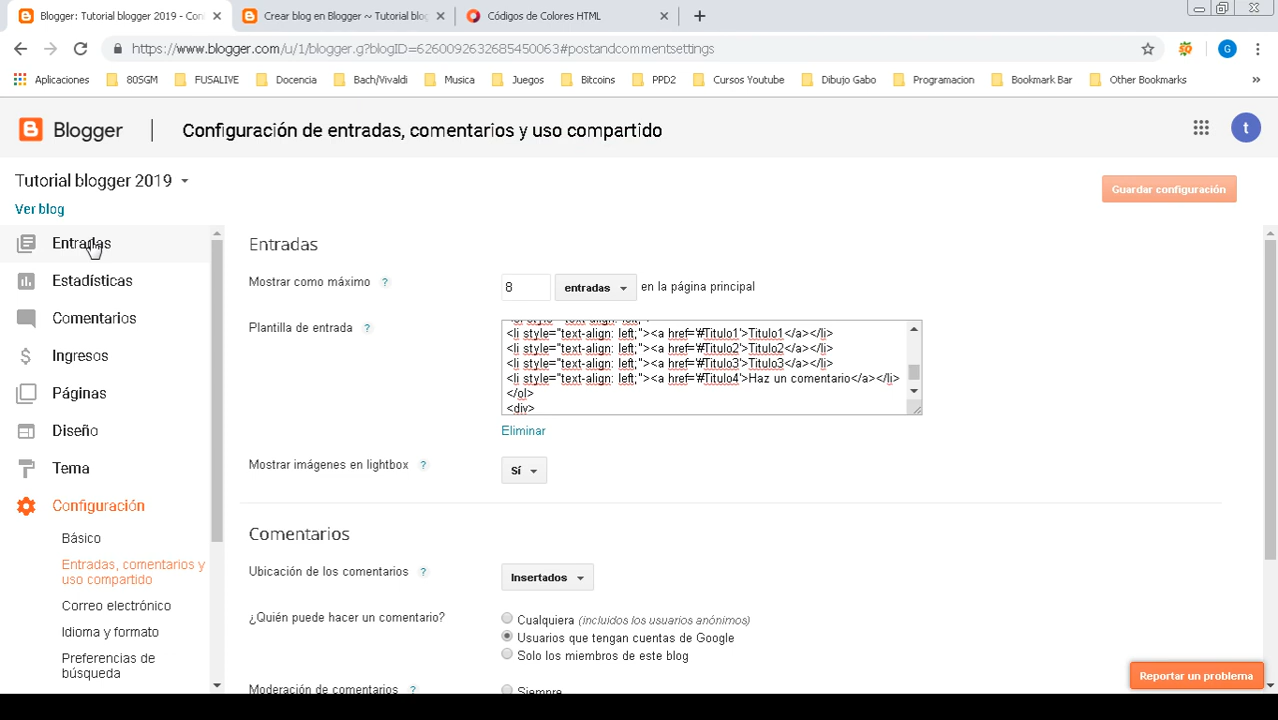 Blogger: Tutorial blogger 2019 - Con
Crear blog en Blogger ~ Tutorial blog
Códigos de Colores HTML
https://www.blogger.com/u/1/blogger.g?blogID=6260092632685450063#postandcommentsettings
G
Aplicaciones
80SGM
FUSALIVE
Docencia
Bach/Vivaldi
Musica
Juegos
Bitcoins
PPD2
Cursos Youtube
Dibujo Gabo
Programacion
Bookmark Bar
Other Bookmarks
»
Blogger
Configuración de entradas, comentarios y uso compartido
t
Tutorial blogger 2019
Guardar configuración
Ver blog
Entradas
Estadísticas
Comentarios
Ingresos
Páginas
Diseño
Tema
Configuración
Básico
Entradas, comentarios y
uso compartido
Correo electrónico
Idioma y formato
Preferencias de
búsqueda
Entradas
Mostrar como máximo ? 8 entradas en la página principal
Plantilla de entrada ?
<li style="text-align: left;"><a href='#Titulo1'>Titulo1</a></li>
<li style="text-align: left;"><a href='#Titulo2'>Titulo2</a></li>
<li style="text-align: left;"><a href='#Titulo3'>Titulo3</a></li>
<li style="text-align: left;"><a href='#Titulo4'>Haz un comentario</a></li>
</ol>
<div>
Eliminar
Mostrar imágenes en lightbox ? Sí
Comentarios
Ubicación de los comentarios ? Insertados
¿Quién puede hacer un comentario? Cualquiera (incluidos los usuarios anónimos)
Usuarios que tengan cuentas de Google
Solo los miembros de este blog
Moderación de comentarios ? Siempre
Reportar un problema